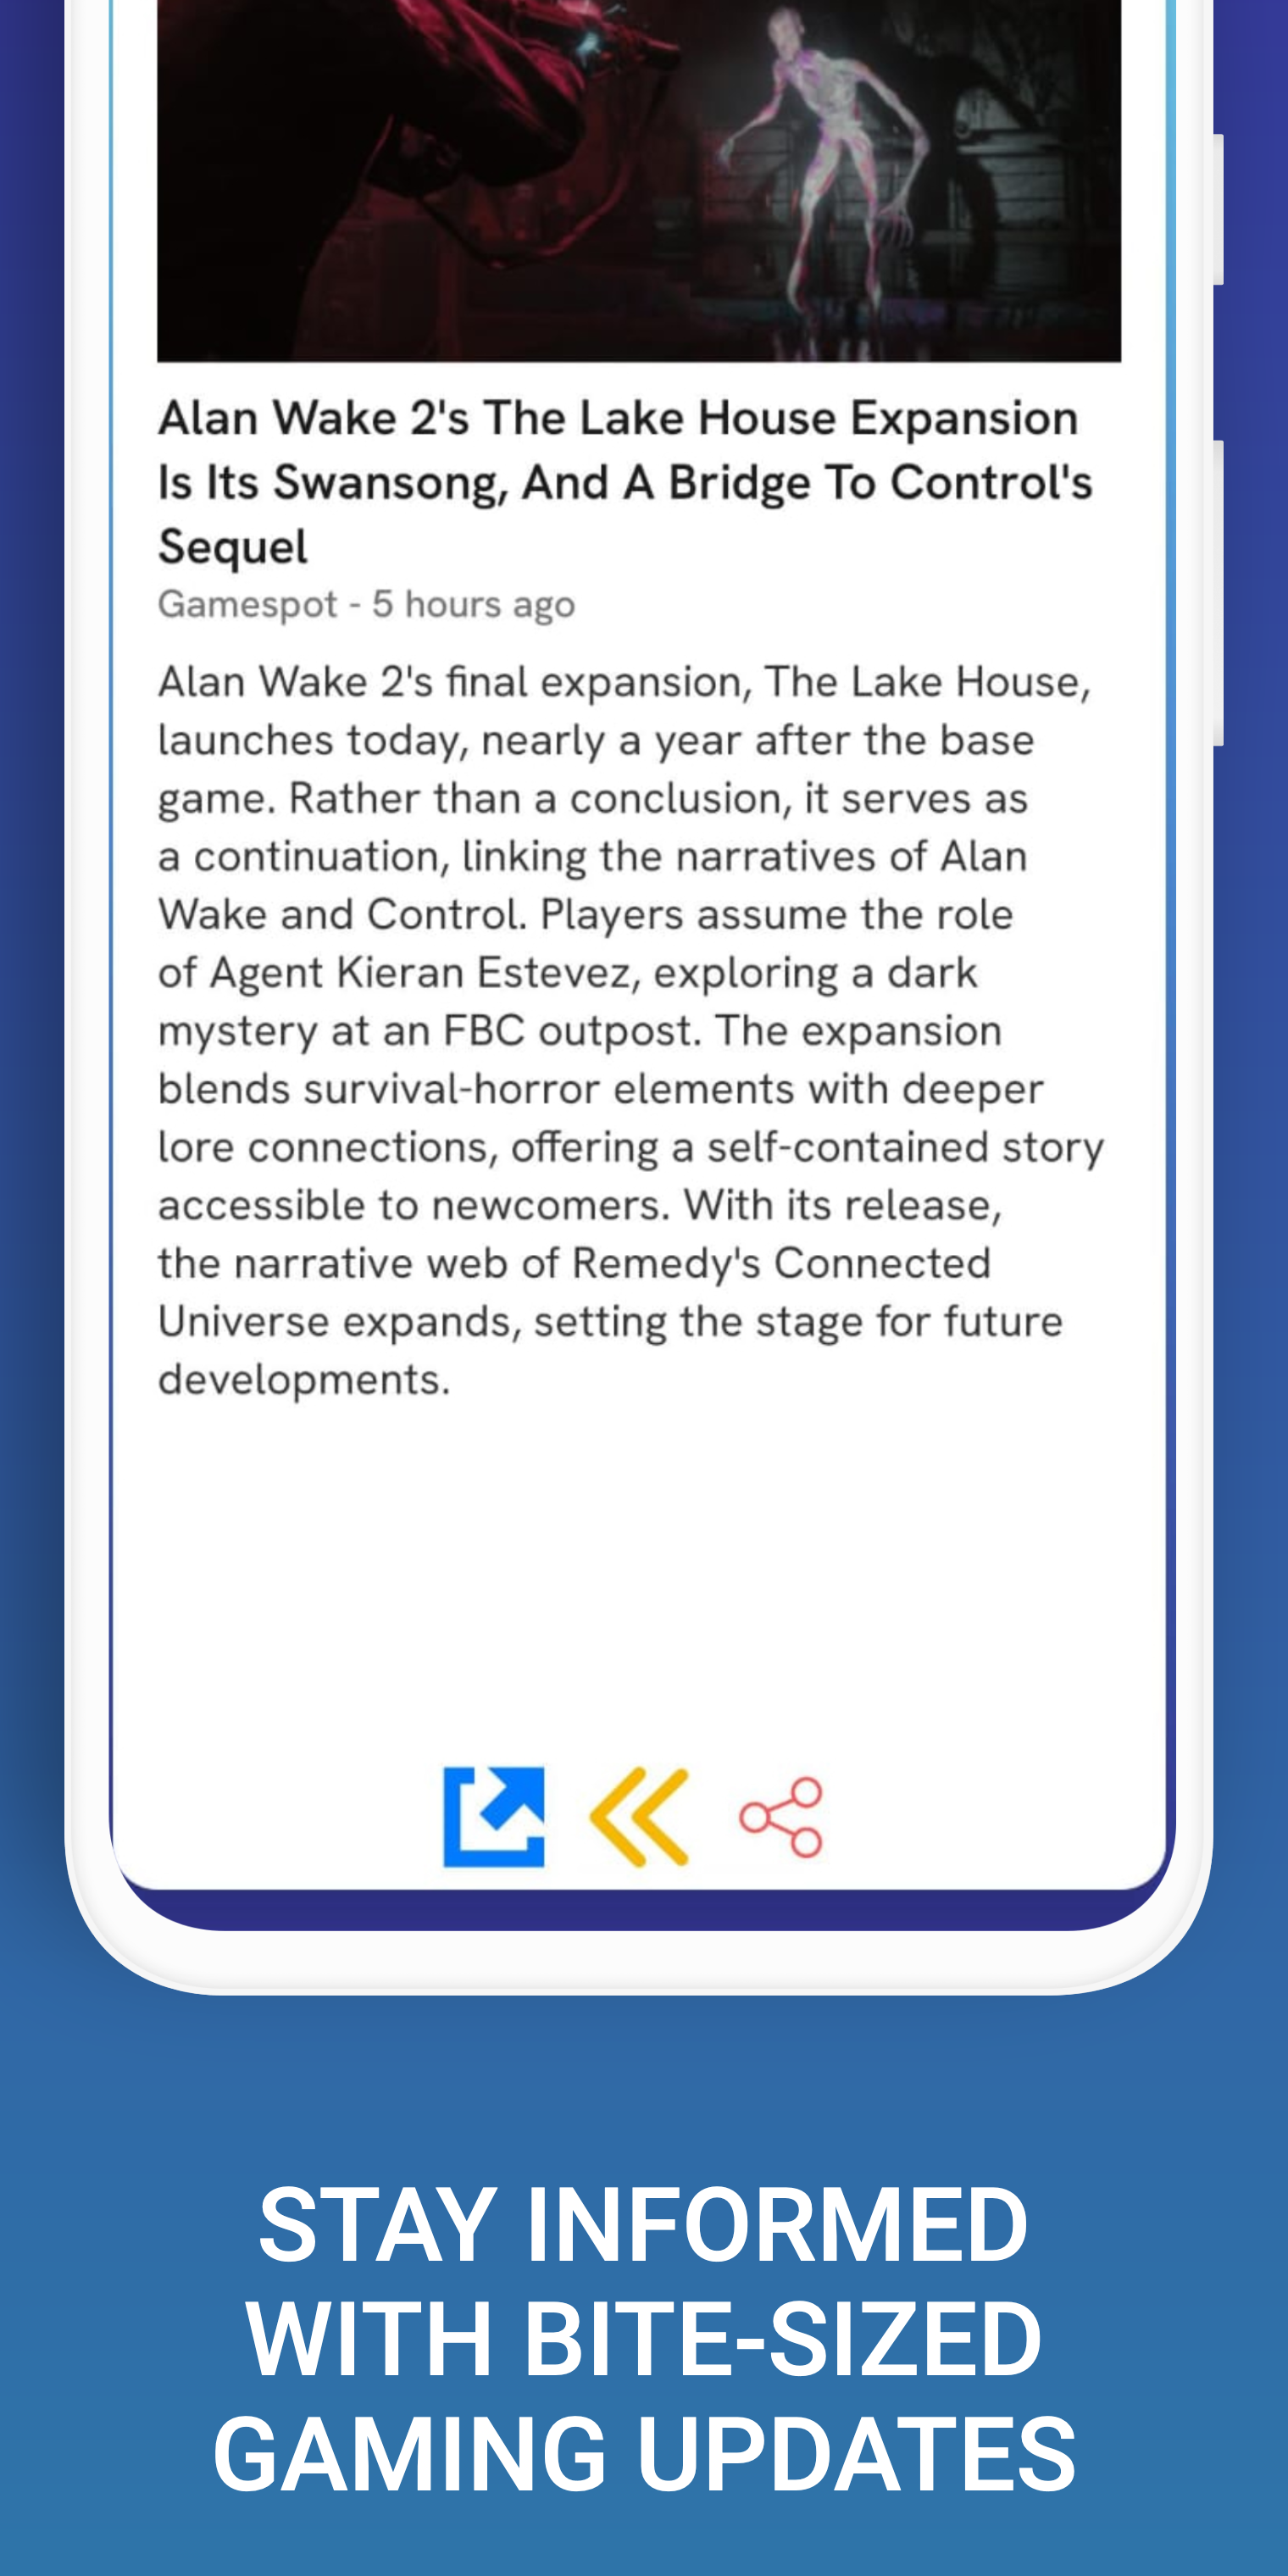 Alan Wake 2's The Lake House Expansion
Is Its Swansong, And A Bridge To Control's
Sequel
Gamespot - 5 hours ago
Alan Wake 2's final expansion, The Lake House,
launches today, nearly a year after the base
game. Rather than a conclusion, it serves as
a continuation, linking the narratives of Alan
Wake and Control. Players assume the role
of Agent Kieran Estevez, exploring a dark
mystery at an FBC outpost. The expansion
blends survival-horror elements with deeper
lore connections, offering a self-contained story
accessible to newcomers. With its release,
the narrative web of Remedy's Connected
Universe expands, setting the stage for future
developments.
STAY INFORMED
WITH BITE-SIZED
GAMING UPDATES